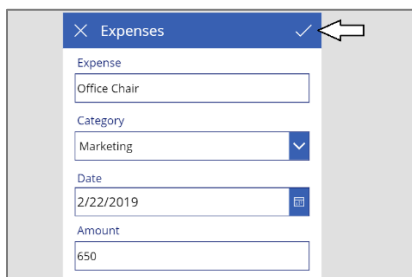 Expenses
Expense
Office Chair
Category
Marketing
Date
2/22/2019
Amount
650